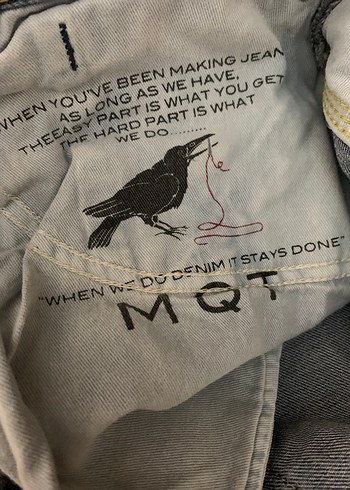 WHEN YOU'VE BEEN MAKING JEAN
AS LONG AS WE HAVE,
THEEASY PART IS WHAT YOU GET
THE HARD PART IS WHAT
WE DO.........
"WHEN WE DO DENIM IT STAYS DONE"
MQT